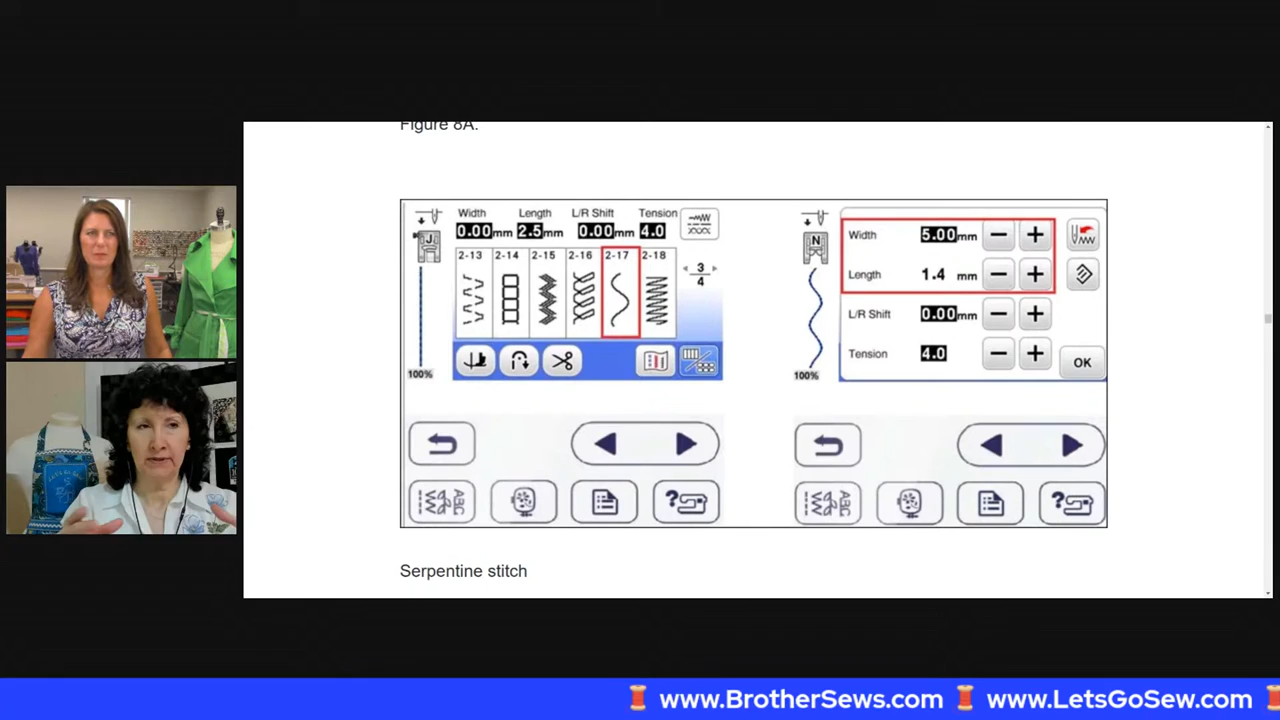 Figure 8A.
Width Length L/R Shift Tension
0.00mm 2.5mm 0.00mm 4.0
J
2-13 2-14 2-15 2-16 2-17 2-18
3
4
100%
ABC
?
N
Width 5.00mm − +
Length 1.4 mm − +
L/R Shift 0.00mm − +
Tension 4.0 − +
OK
100%
ABC
?
Serpentine stitch
www.BrotherSews.com www.LetsGoSew.com